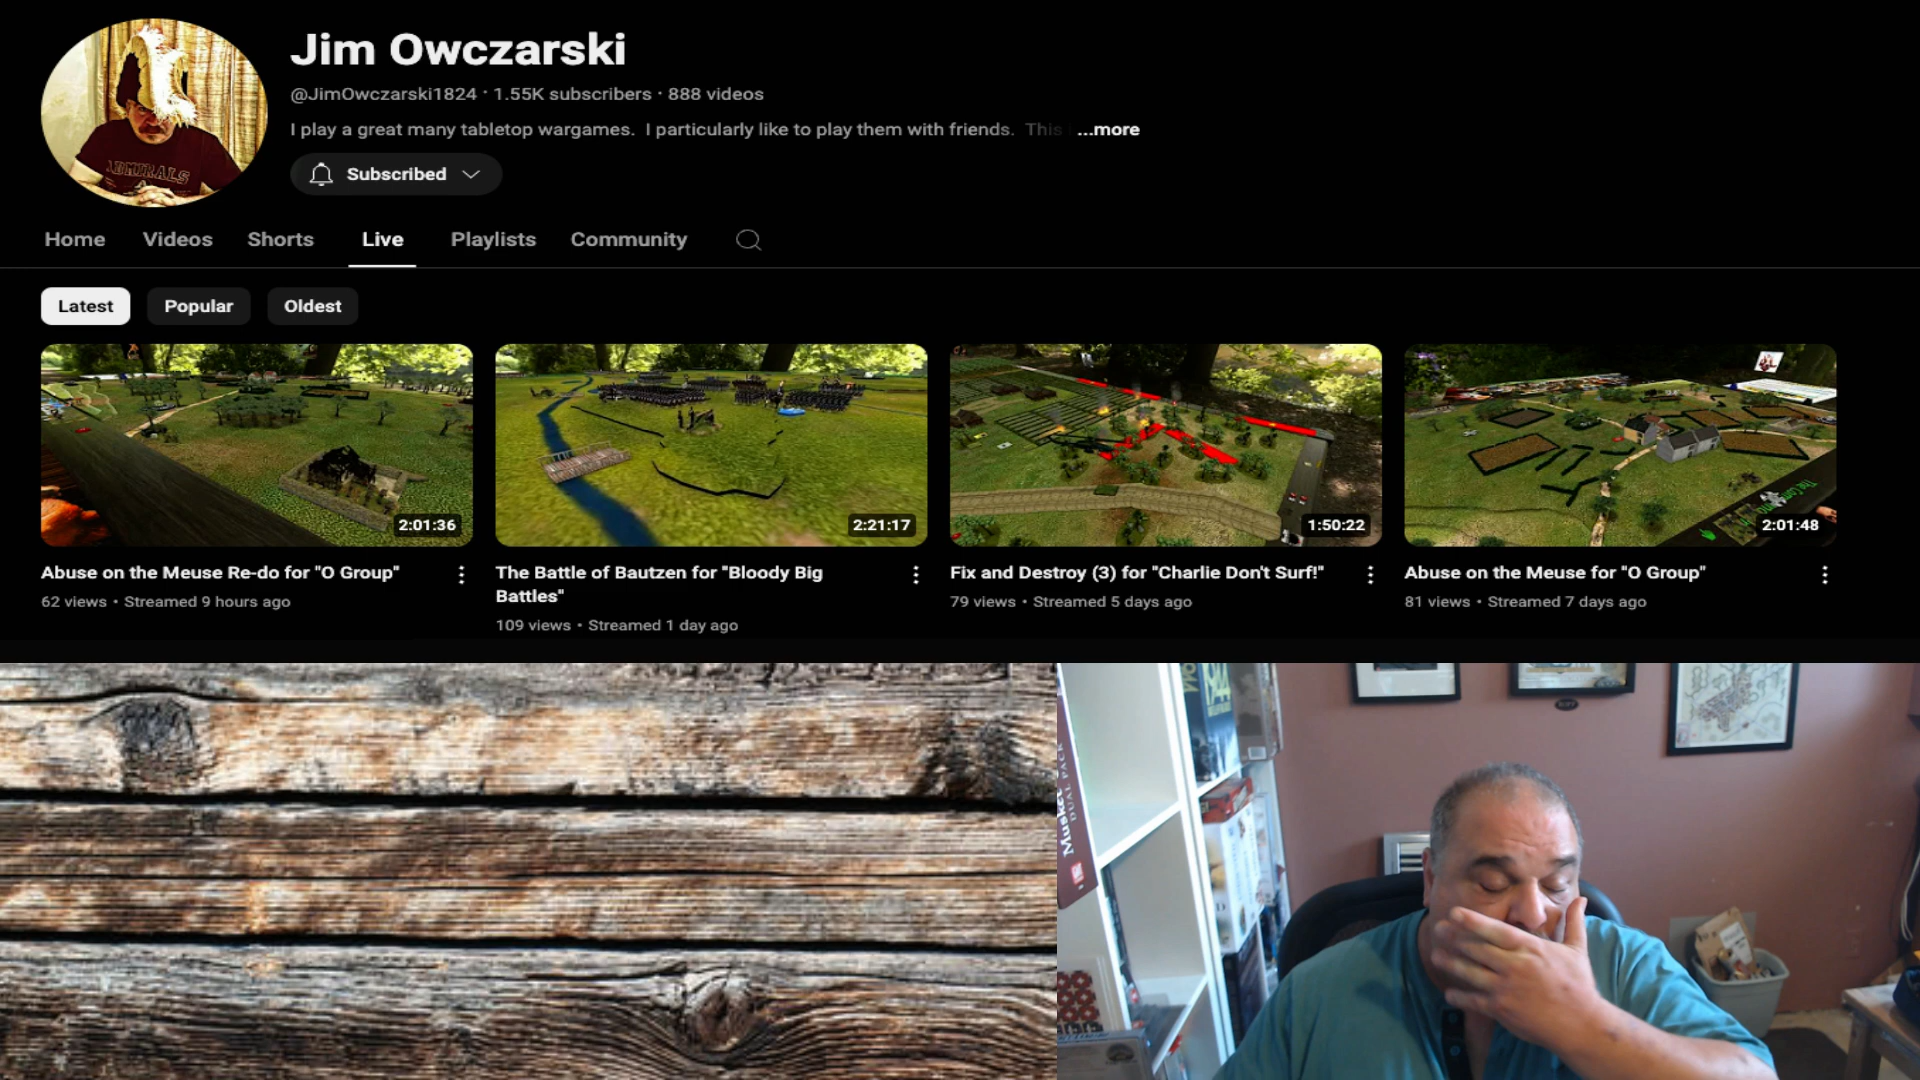 Jim Owczarski
@JimOwczarski1824 · 1.55K subscribers · 888 videos
I play a great many tabletop wargames. I particularly like to play them with friends. This ...more
ADMIRALS
Subscribed
Home Videos Shorts Live Playlists Community
Latest Popular Oldest
2:01:36
2:21:17
1:50:22
2:01:48
Abuse on the Meuse Re-do for "O Group"
62 views • Streamed 9 hours ago
The Battle of Bautzen for "Bloody Big
Battles"
109 views • Streamed 1 day ago
Fix and Destroy (3) for "Charlie Don't Surf!"
79 views • Streamed 5 days ago
Abuse on the Meuse for "O Group"
81 views • Streamed 7 days ago
1944
Musket
DUAL PACK